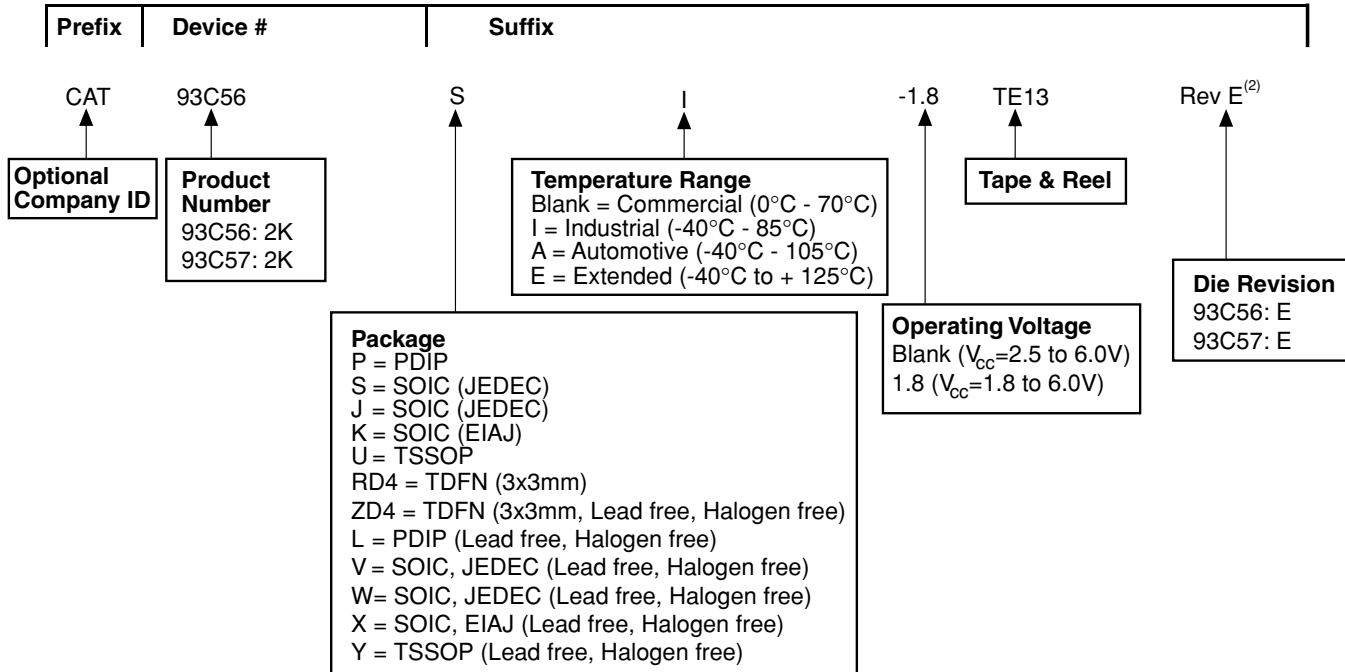 Prefix Device # Suffix
CAT 93C56 S I -1.8 TE13 Rev E(2)
Optional
Company ID
Product
Number
93C56: 2K
93C57: 2K
Temperature Range
Blank = Commercial (0°C - 70°C)
I = Industrial (-40°C - 85°C)
A = Automotive (-40°C - 105°C)
E = Extended (-40°C to + 125°C)
Tape & Reel
Die Revision
93C56: E
93C57: E
Operating Voltage
Blank (Vcc=2.5 to 6.0V)
1.8 (Vcc=1.8 to 6.0V)
Package
P = PDIP
S = SOIC (JEDEC)
J = SOIC (JEDEC)
K = SOIC (EIAJ)
U = TSSOP
RD4 = TDFN (3x3mm)
ZD4 = TDFN (3x3mm, Lead free, Halogen free)
L = PDIP (Lead free, Halogen free)
V = SOIC, JEDEC (Lead free, Halogen free)
W= SOIC, JEDEC (Lead free, Halogen free)
X = SOIC, EIAJ (Lead free, Halogen free)
Y = TSSOP (Lead free, Halogen free)